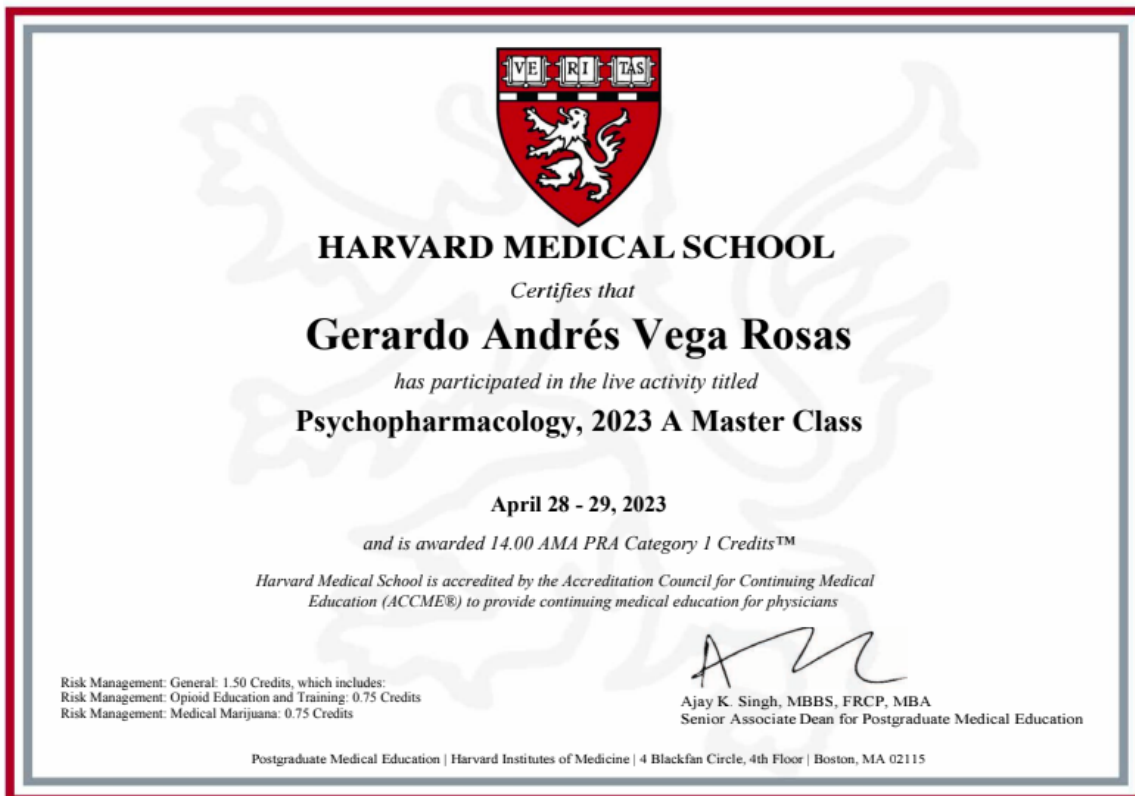 VE RI TAS
HARVARD MEDICAL SCHOOL
Certifies that
Gerardo Andrés Vega Rosas
has participated in the live activity titled
Psychopharmacology, 2023 A Master Class
April 28 - 29, 2023
and is awarded 14.00 AMA PRA Category 1 Credits™
Harvard Medical School is accredited by the Accreditation Council for Continuing Medical
Education (ACCME®) to provide continuing medical education for physicians
Risk Management: General: 1.50 Credits, which includes:
Risk Management: Opioid Education and Training: 0.75 Credits
Risk Management: Medical Marijuana: 0.75 Credits
Ajay K. Singh, MBBS, FRCP, MBA
Senior Associate Dean for Postgraduate Medical Education
Postgraduate Medical Education | Harvard Institutes of Medicine | 4 Blackfan Circle, 4th Floor | Boston, MA 02115